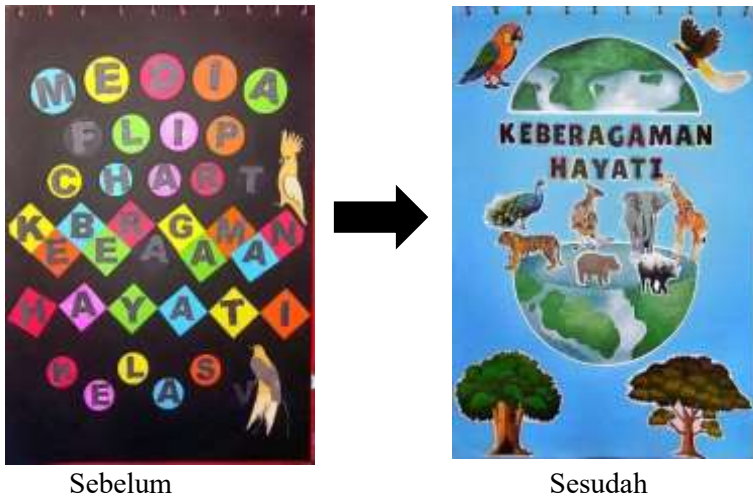 MEDIA
FLIP
CHART
KEBERAGAMAN
HAYATI
KELAS V
KEBERAGAMAN
HAYATI
Sebelum
Sesudah